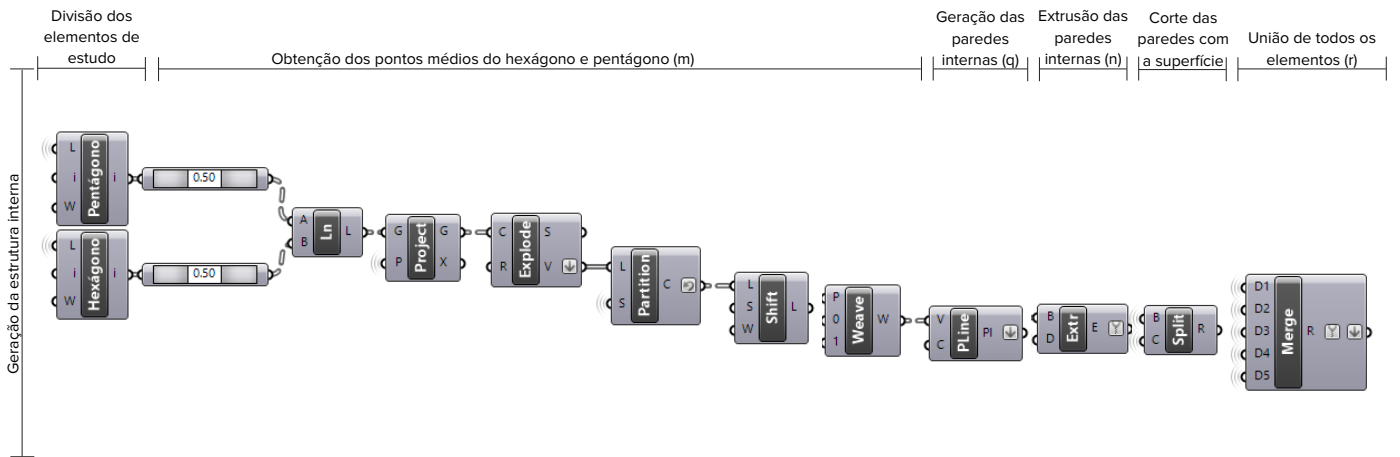 Divisão dos
elementos de
estudo
Obtenção dos pontos médios do hexágono e pentágono (m)
Geração das
paredes
internas (q)
Extrusão das
paredes
internas (n)
Corte das
paredes com
a superfície
União de todos os
elementos (r)
Geração da estrutura interna
L
i
W
Pentágono
i
0.50
L
i
W
Hexágono
i
0.50
A
B
Ln
L
G
P
Project
G
X
C
R
Explode
S
V
L
S
Partition
C
L
S
W
Shift
L
P
0
1
Weave
W
V
C
PLine
Pl
B
D
Extr
E
B
C
Split
R
D1
D2
D3
D4
D5
Merge
R